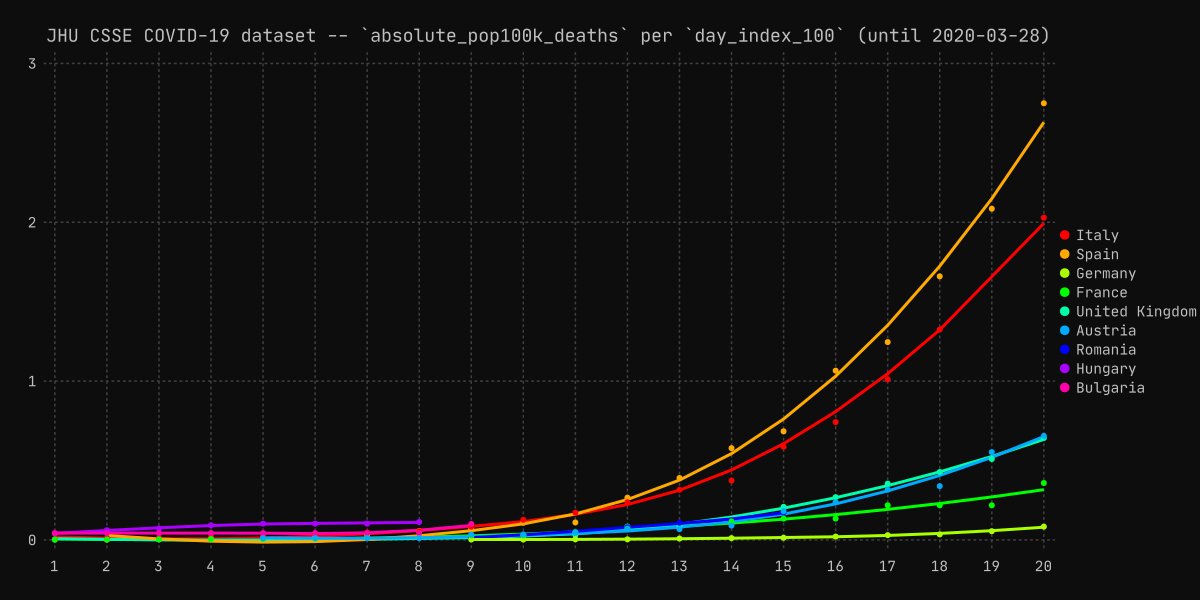 JHU CSSE COVID-19 dataset -- `absolute_pop100k_deaths` per `day_index_100` (until 2020-03-28)
3
2
1
0
1 2 3 4 5 6 7 8 9 10 11 12 13 14 15 16 17 18 19 20
Italy
Spain
Germany
France
United Kingdom
Austria
Romania
Hungary
Bulgaria